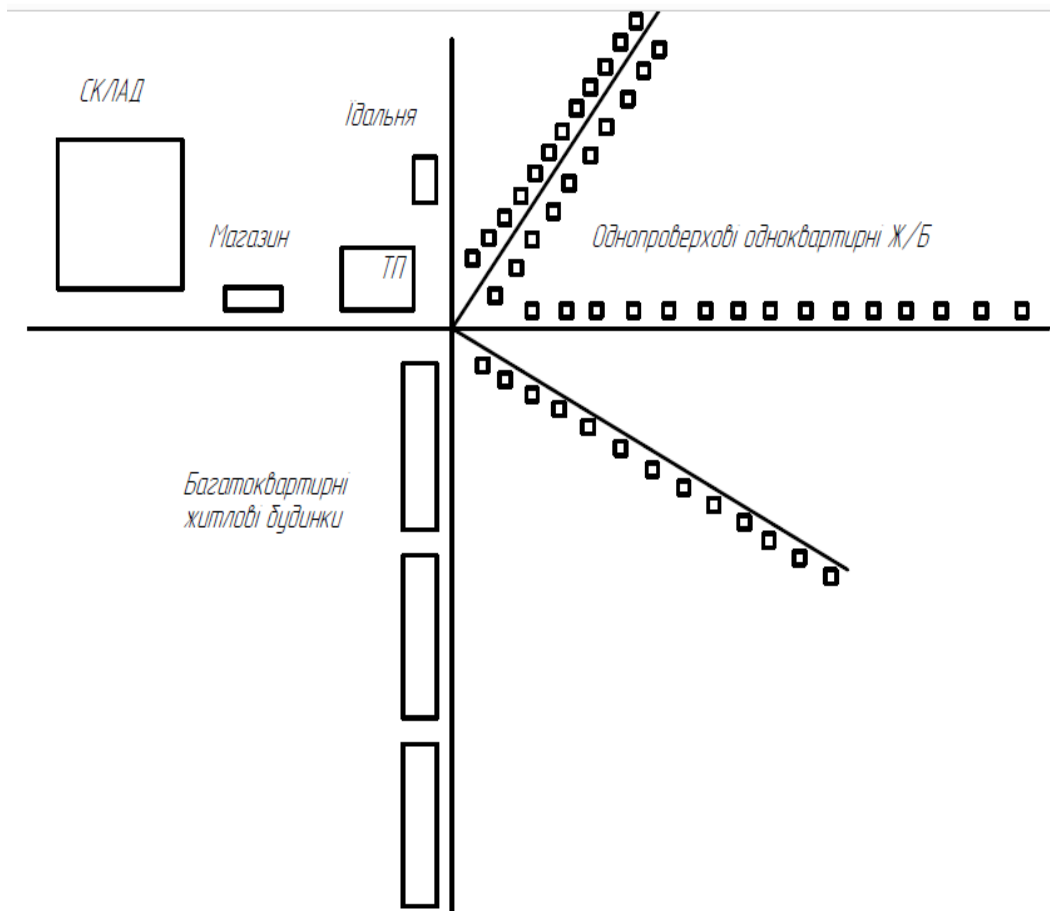 СКЛАД
Їдальня
Магазин
ТП
Однопроверхові одноквартирні Ж/Б
Багатоквартирні
житлові будинки